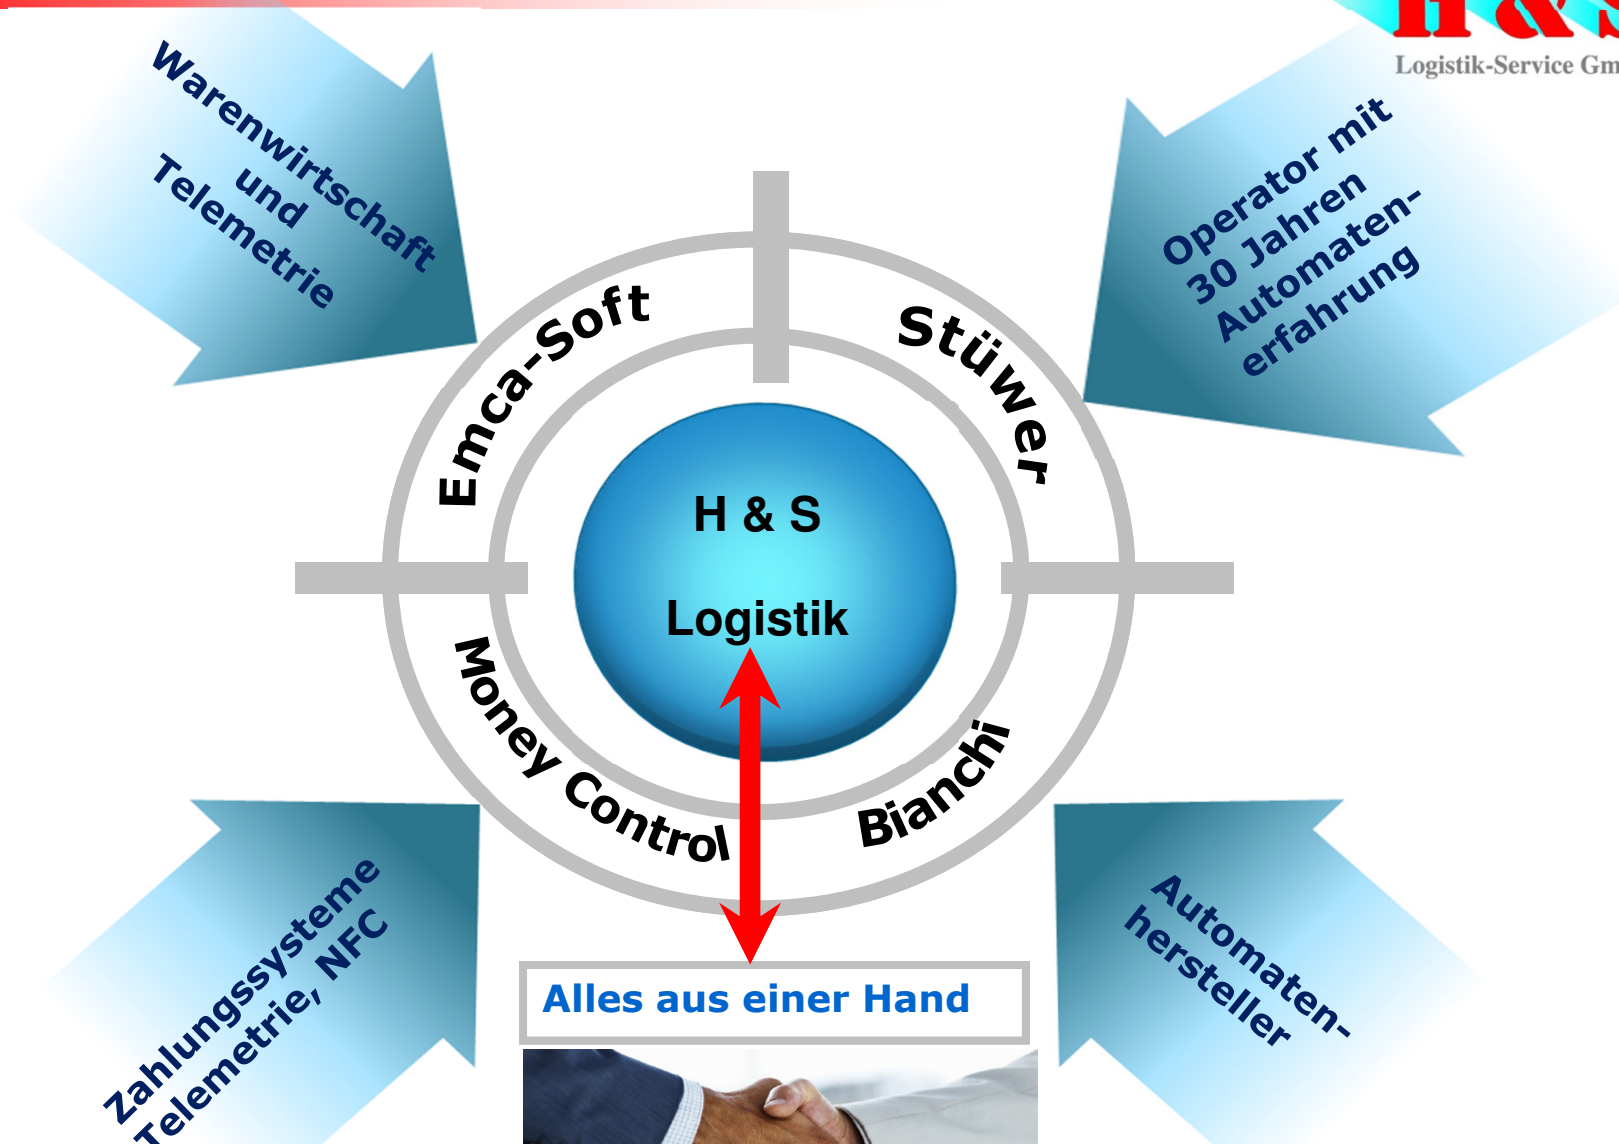 H & S
Logistik-Service Gm
Warenwirtschaft
und
Telemetrie
Operator mit
30 Jahren
Automaten-
erfahrung
Emca-Soft
Stüwer
H & S
Logistik
Money Control
Bianchi
Zahlungssysteme
Telemetrie, NFC
Automaten-
hersteller
Alles aus einer Hand